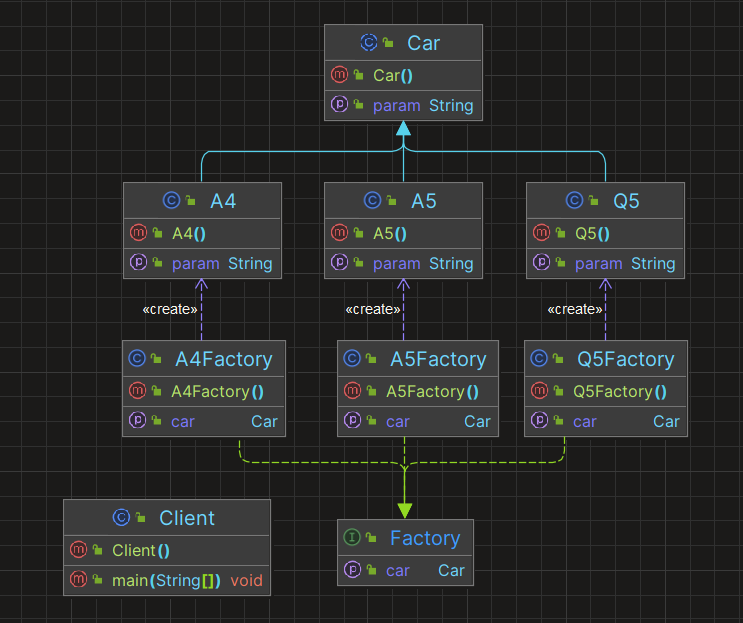 Car
Car()
param String
A4
A4()
param String
A5
A5()
param String
Q5
Q5()
param String
«create»
«create»
«create»
A4Factory
A4Factory()
car Car
A5Factory
A5Factory()
car Car
Q5Factory
Q5Factory()
car Car
Client
Client()
main(String[]) void
Factory
car Car